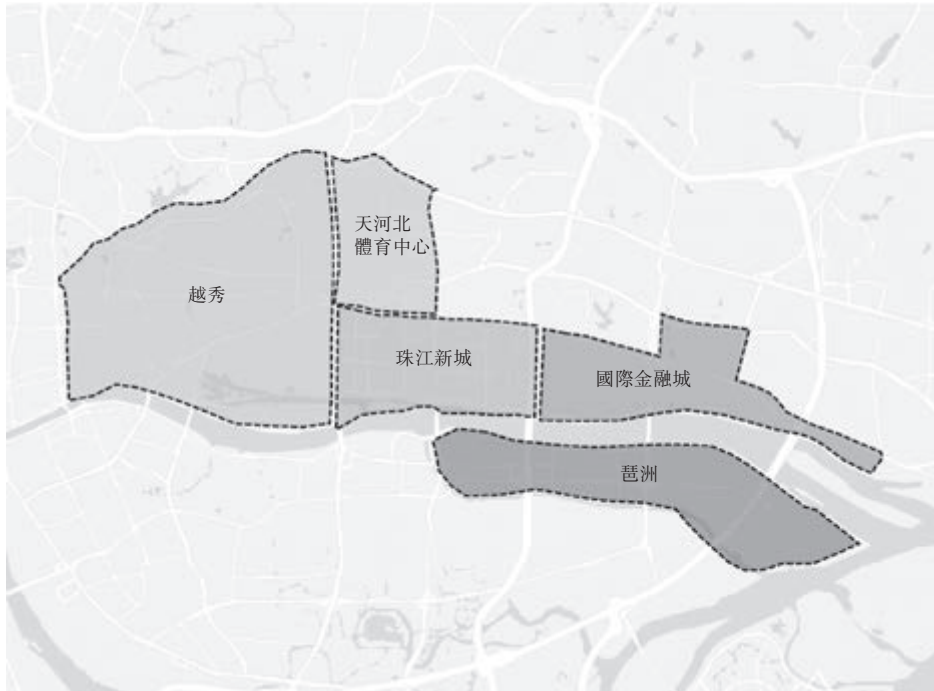 天河北
體育中心
越秀
珠江新城
國際金融城
琶洲